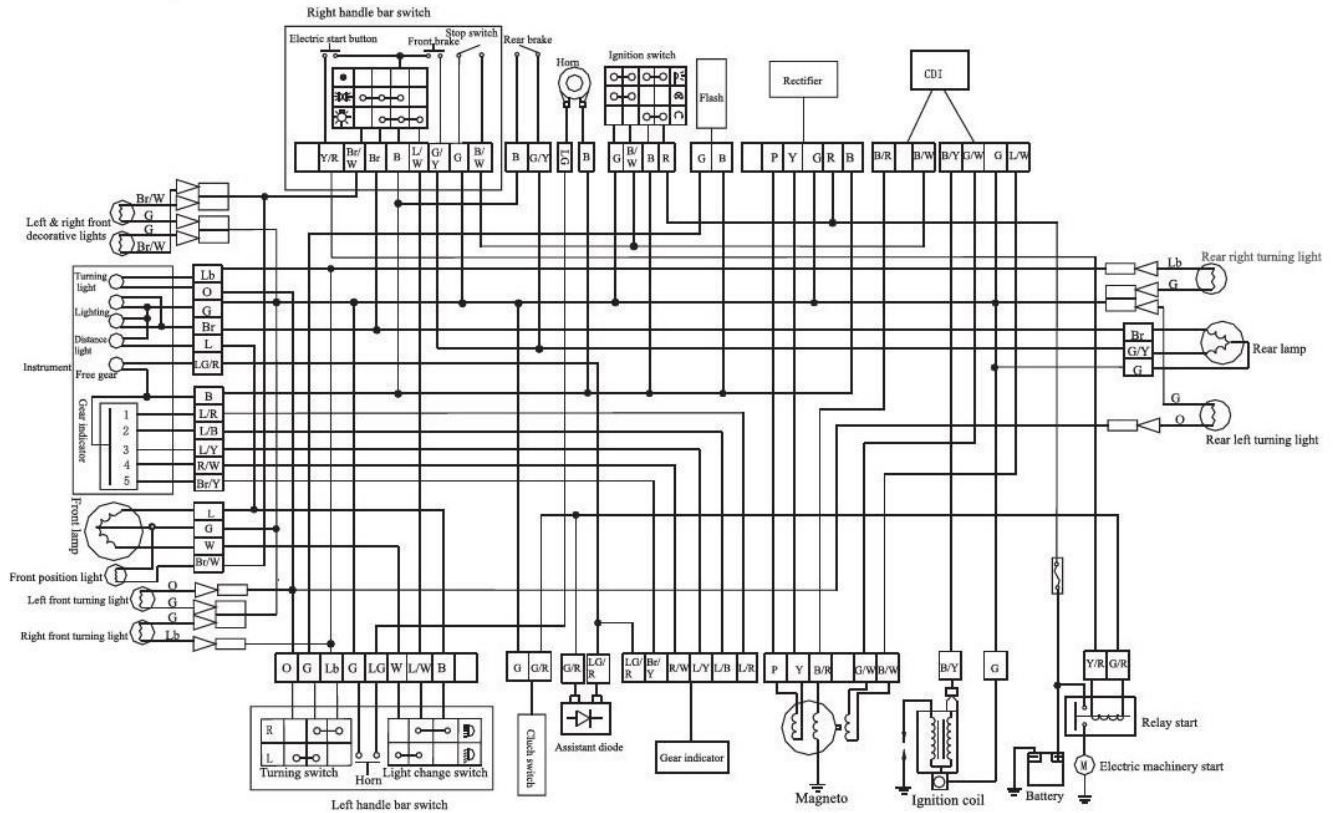 Right handle bar switch
Electric start button
Front brake
Stop switch
Rear brake
Horn
Ignition switch
Flash
Rectifier
CDI
Y/R Br/W Br B L/W G/Y G B/W
B G/Y
LG B
G B/W B R
G B
P Y G R B
B/R B/W
B/Y G/W G L/W
Left & right front decorative lights
Br/W
G
G
Br/W
Turning light
Lighting
Distance light
Instrument
Free gear
Gear indicator
1
2
3
4
5
Lb
O
G
Br
L
LG/R
B
L/R
L/B
L/Y
R/W
Br/Y
Front lamp
L
G
W
Br/W
Front position light
Left front turning light
O
G
Right front turning light
G
Lb
Rear right turning light
Lb
G
Rear lamp
Br
G/Y
G
Rear left turning light
G
O
O G Lb G LG W L/W B
R
L
Turning switch
Horn
Light change switch
Left handle bar switch
G G/R
Cluch switch
G/R LG/R
Assistant diode
LG/R Br/Y R/W L/Y L/B L/R
Gear indicator
P Y B/R G/W B/W
Magneto
B/Y
G
Ignition coil
Battery
Y/R G/R
Relay start
M
Electric machinery start